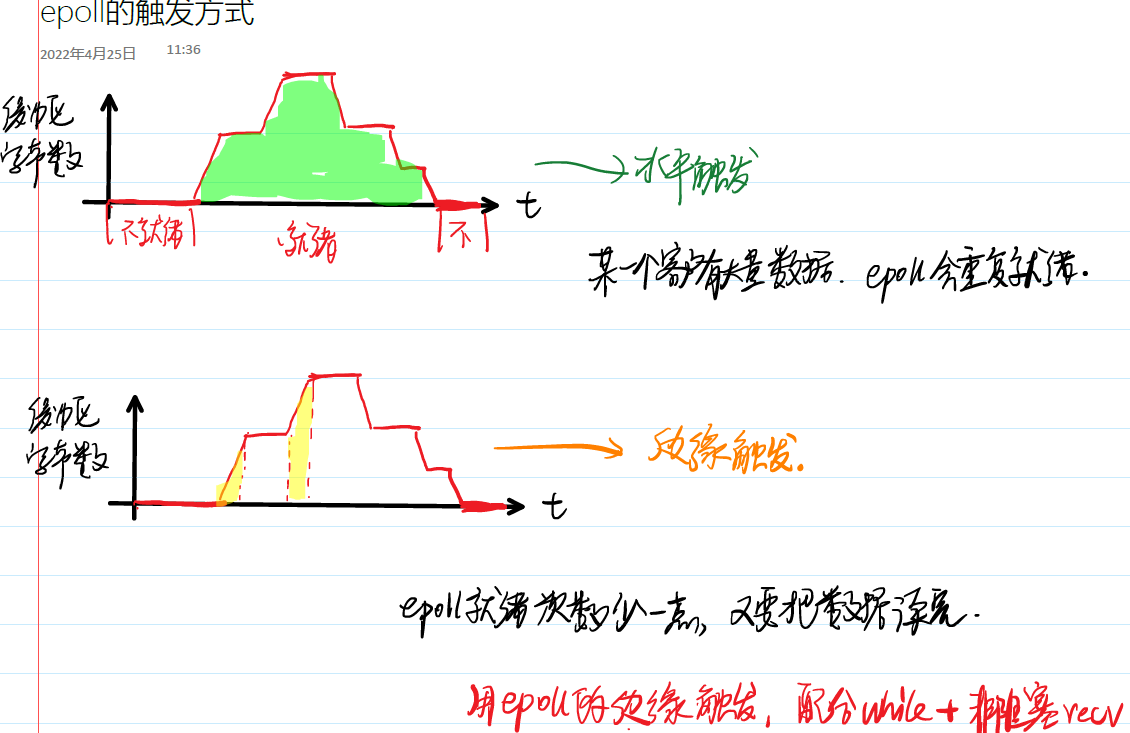 epoll的触发方式
2022年4月25日 11:36
缓冲区
字节数
t
不就绪
就绪
不
水平触发
某一个客户有大量数据. epoll会重复就绪.
缓冲区
字节数
t
边缘触发.
epoll就绪次数少一点, 又要把数据读完.
用epoll的边缘触发, 配合while+非阻塞recv